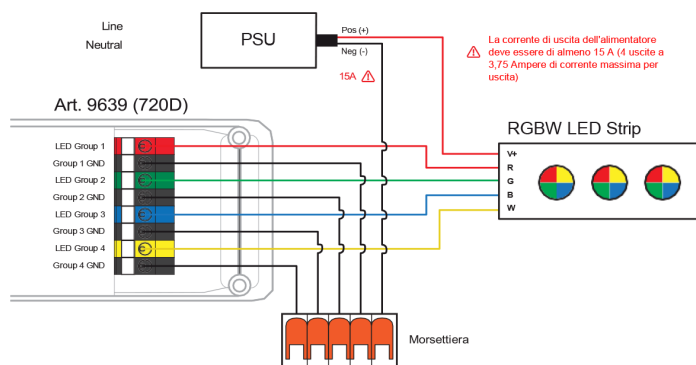 Line
Neutral
PSU
Pos (+)
Neg (-)
15A
La corrente di uscita dell'alimentatore
deve essere di almeno 15 A (4 uscite a
3,75 Ampere di corrente massima per
uscita)
Art. 9639 (720D)
LED Group 1
Group 1 GND
LED Group 2
Group 2 GND
LED Group 3
Group 3 GND
LED Group 4
Group 4 GND
RGBW LED Strip
V+
R
G
B
W
Morsettiera